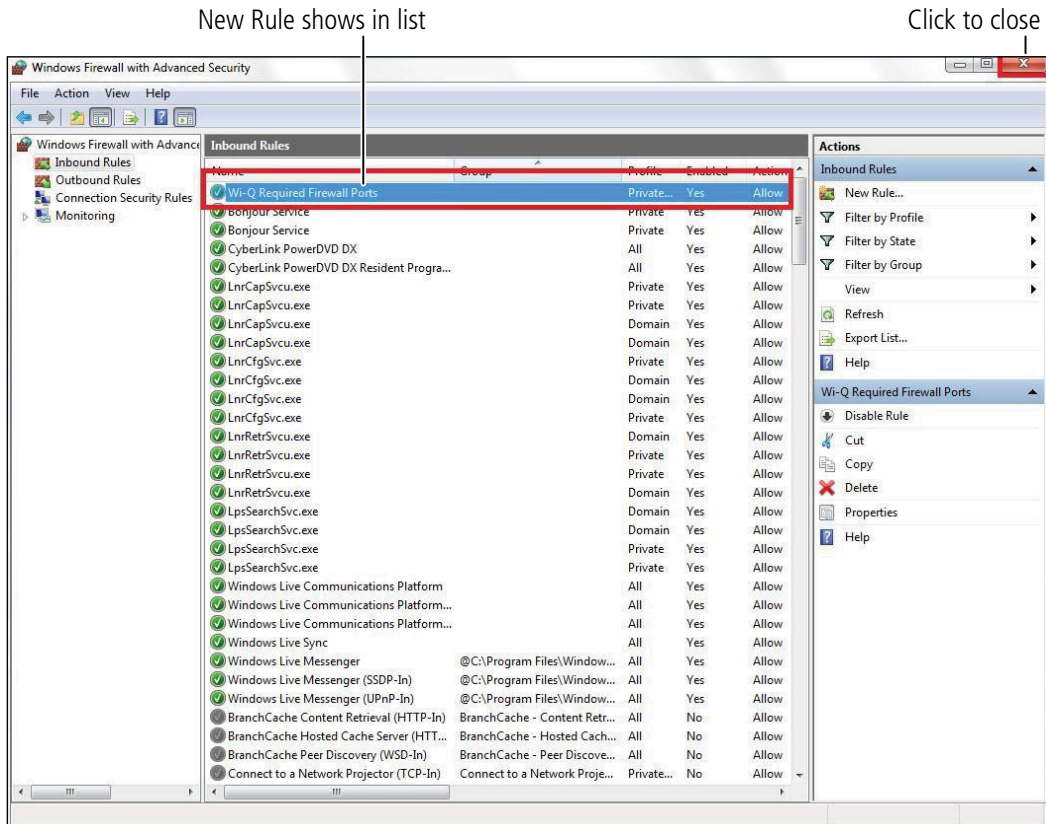 New Rule shows in list
Click to close
Windows Firewall with Advanced Security
File Action View Help
Windows Firewall with Advance
Inbound Rules
Outbound Rules
Connection Security Rules
Monitoring
Inbound Rules
Name Group Profile Enabled Action
Wi-Q Required Firewall Ports Private... Yes Allow
Bonjour Service Private Yes Allow
Bonjour Service Private Yes Allow
CyberLink PowerDVD DX All Yes Allow
CyberLink PowerDVD DX Resident Progra... All Yes Allow
LnrCapSvcu.exe Private Yes Allow
LnrCapSvcu.exe Private Yes Allow
LnrCapSvcu.exe Domain Yes Allow
LnrCapSvcu.exe Domain Yes Allow
LnrCfgSvc.exe Private Yes Allow
LnrCfgSvc.exe Domain Yes Allow
LnrCfgSvc.exe Domain Yes Allow
LnrCfgSvc.exe Private Yes Allow
LnrRetrSvcu.exe Domain Yes Allow
LnrRetrSvcu.exe Private Yes Allow
LnrRetrSvcu.exe Private Yes Allow
LnrRetrSvcu.exe Domain Yes Allow
LpsSearchSvc.exe Domain Yes Allow
LpsSearchSvc.exe Domain Yes Allow
LpsSearchSvc.exe Private Yes Allow
LpsSearchSvc.exe Private Yes Allow
Windows Live Communications Platform All Yes Allow
Windows Live Communications Platform... All Yes Allow
Windows Live Communications Platform... All Yes Allow
Windows Live Sync All Yes Allow
Windows Live Messenger @C:\Program Files\Window... All Yes Allow
Windows Live Messenger (SSDP-In) @C:\Program Files\Window... All Yes Allow
Windows Live Messenger (UPnP-In) @C:\Program Files\Window... All Yes Allow
BranchCache Content Retrieval (HTTP-In) BranchCache - Content Retr... All No Allow
BranchCache Hosted Cache Server (HTT... BranchCache - Hosted Cach... All No Allow
BranchCache Peer Discovery (WSD-In) BranchCache - Peer Discove... All No Allow
Connect to a Network Projector (TCP-In) Connect to a Network Proje... Private... No Allow
Actions
Inbound Rules
New Rule...
Filter by Profile
Filter by State
Filter by Group
View
Refresh
Export List...
Help
Wi-Q Required Firewall Ports
Disable Rule
Cut
Copy
Delete
Properties
Help